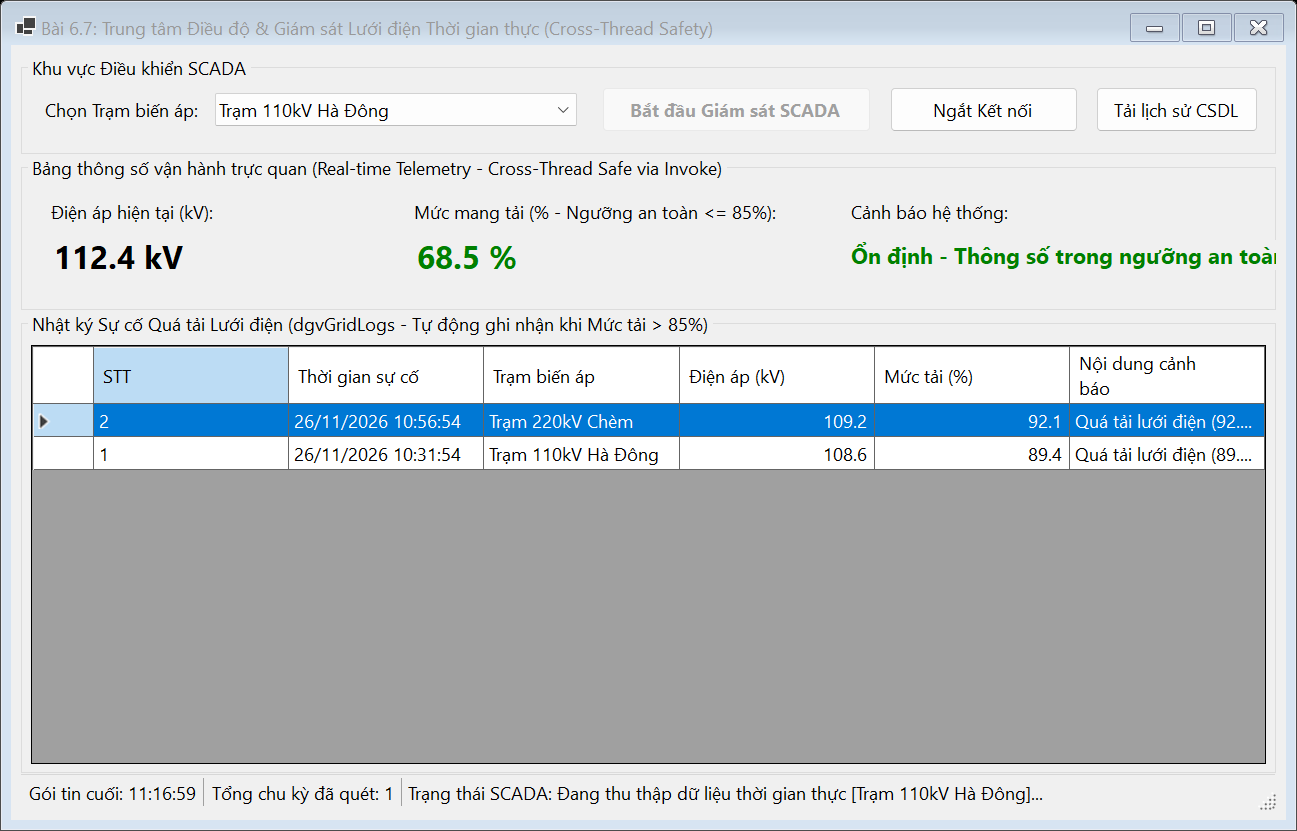 Bài 6.7: Trung tâm Điều độ & Giám sát Lưới điện Thời gian thực (Cross-Thread Safety)
Khu vực Điều khiển SCADA
Chọn Trạm biến áp: Trạm 110kV Hà Đông Bắt đầu Giám sát SCADA Ngắt Kết nối Tải lịch sử CSDL
Bảng thông số vận hành trực quan (Real-time Telemetry - Cross-Thread Safe via Invoke)
Điện áp hiện tại (kV): Mức mang tải (% - Ngưỡng an toàn <= 85%): Cảnh báo hệ thống:
112.4 kV 68.5 % Ổn định - Thông số trong ngưỡng an toàn
Nhật ký Sự cố Quá tải Lưới điện (dgvGridLogs - Tự động ghi nhận khi Mức tải > 85%)
STT Thời gian sự cố Trạm biến áp Điện áp (kV) Mức tải (%) Nội dung cảnh báo
2 26/11/2026 10:56:54 Trạm 220kV Chèm 109.2 92.1 Quá tải lưới điện (92....
1 26/11/2026 10:31:54 Trạm 110kV Hà Đông 108.6 89.4 Quá tải lưới điện (89....
Gói tin cuối: 11:16:59 Tổng chu kỳ đã quét: 1 Trạng thái SCADA: Đang thu thập dữ liệu thời gian thực [Trạm 110kV Hà Đông]...